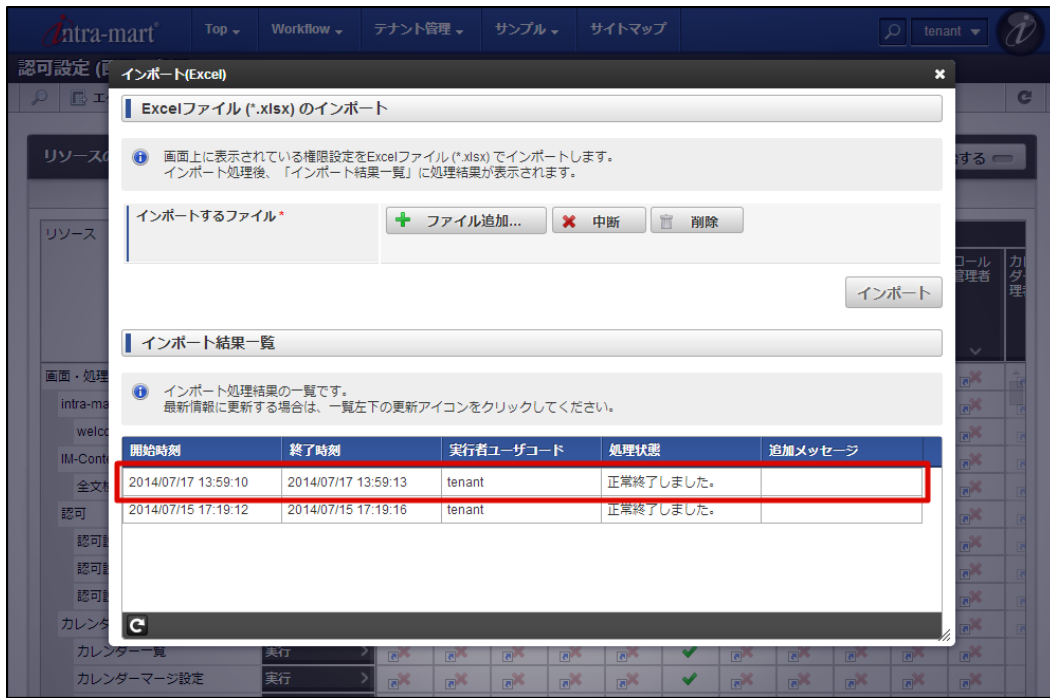 intra-mart
Top
Workflow
テナント管理
サンプル
サイトマップ
tenant
認可設定
インポート(Excel)
Excelファイル (*.xlsx) のインポート
画面上に表示されている権限設定をExcelファイル (*.xlsx) でインポートします。
インポート処理後、「インポート結果一覧」に処理結果が表示されます。
インポートするファイル*
ファイル追加...
中断
削除
インポート
リソース
インポート結果一覧
画面・処理
インポート処理結果の一覧です。
最新情報に更新する場合は、一覧左下の更新アイコンをクリックしてください。
開始時刻 終了時刻 実行者ユーザコード 処理状態 追加メッセージ
2014/07/17 13:59:10 2014/07/17 13:59:13 tenant 正常終了しました。
2014/07/15 17:19:12 2014/07/15 17:19:16 tenant 正常終了しました。
認可
カレンダー一覧 実行
カレンダーマージ設定 実行